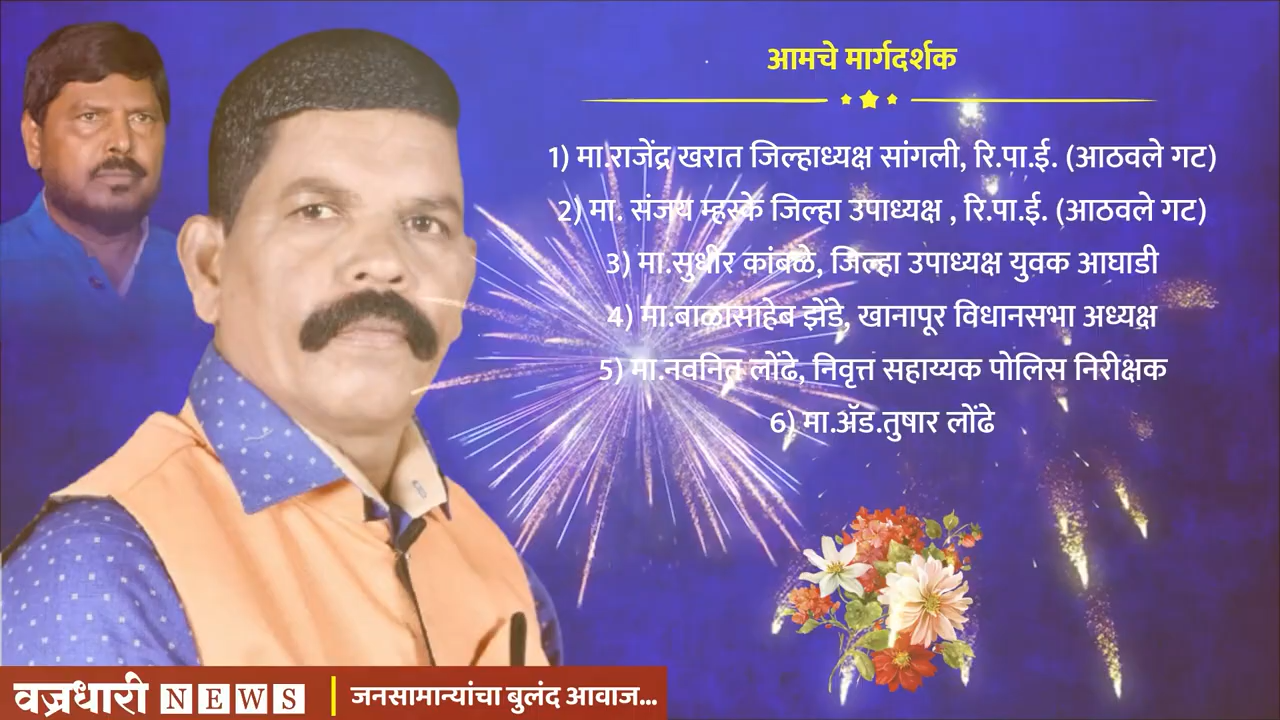 आमचे मार्गदर्शक
1) मा.राजेंद्र खरात जिल्हाध्यक्ष सांगली, रि.पा.ई. (आठवले गट)
2) मा. संजय म्हस्के जिल्हा उपाध्यक्ष , रि.पा.ई. (आठवले गट)
3) मा.सुधीर कांबळे, जिल्हा उपाध्यक्ष युवक आघाडी
4) मा.बाळासाहेब झेंडे, खानापूर विधानसभा अध्यक्ष
5) मा.नवनित लोंढे, निवृत्त सहाय्यक पोलिस निरीक्षक
6) मा.ॲड.तुषार लोंढे
वज्रधारी NEWS जनसामान्यांचा बुलंद आवाज...